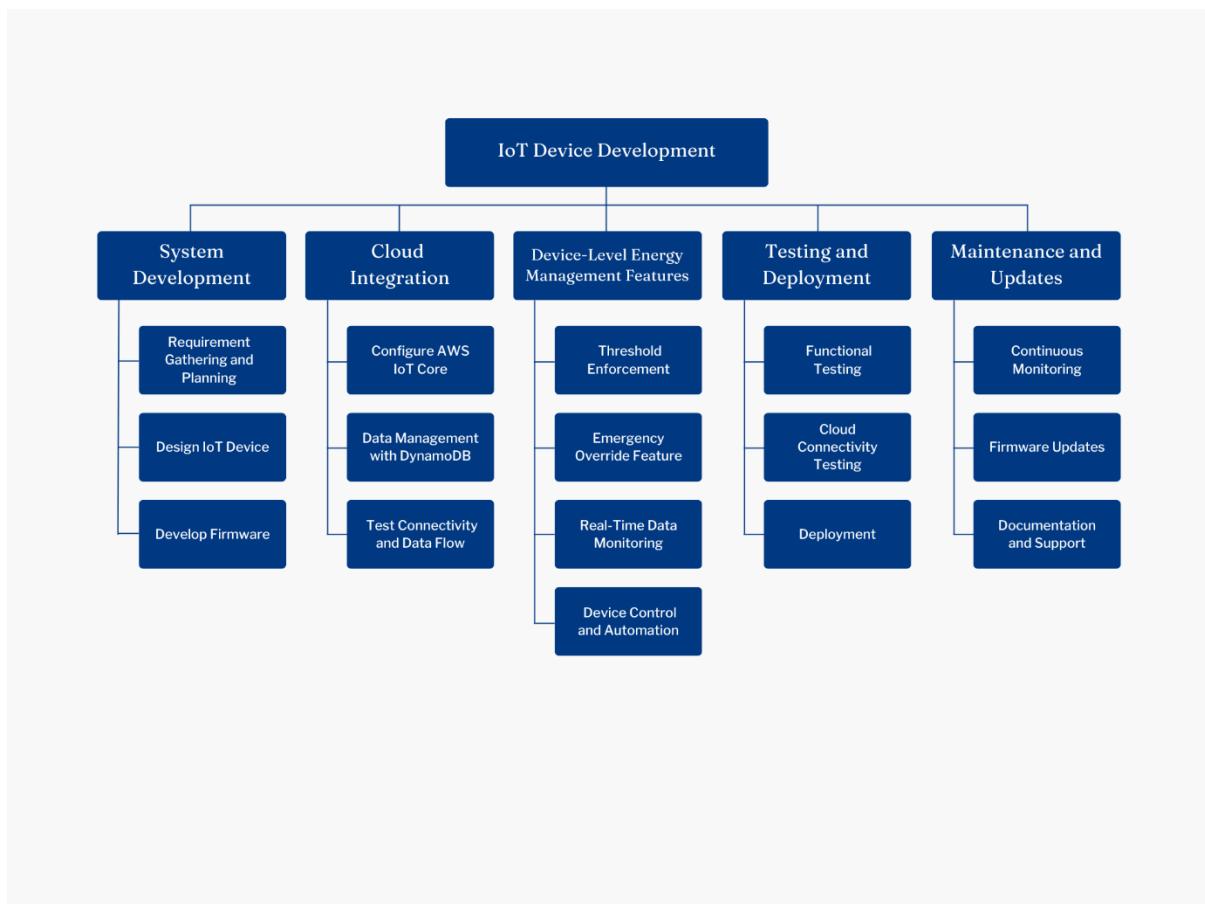 IoT Device Development
System
Development
Requirement
Gathering and
Planning
Design IoT Device
Develop Firmware
Cloud
Integration
Configure AWS
IoT Core
Data Management
with DynamoDB
Test Connectivity
and Data Flow
Device-Level Energy
Management Features
Threshold
Enforcement
Emergency
Override Feature
Real-Time Data
Monitoring
Device Control
and Automation
Testing and
Deployment
Functional
Testing
Cloud
Connectivity
Testing
Deployment
Maintenance and
Updates
Continuous
Monitoring
Firmware Updates
Documentation
and Support